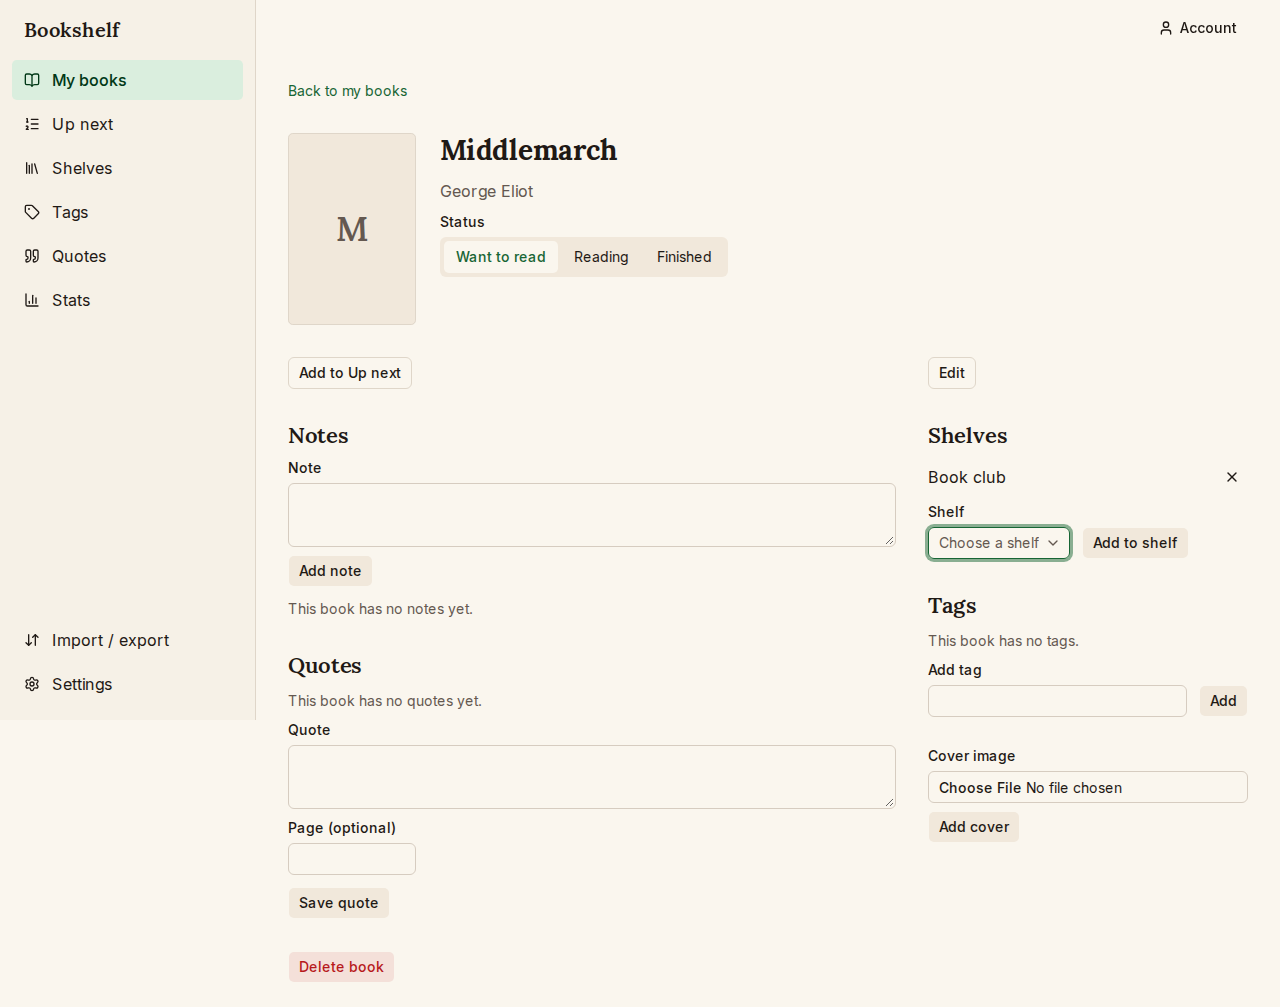 Bookshelf
My books
Up next
Shelves
Tags
Quotes
Stats
Import / export
Settings
Account
Back to my books
M
Middlemarch
George Eliot
Status
Want to read
Reading
Finished
Add to Up next
Notes
Note
Add note
This book has no notes yet.
Quotes
This book has no quotes yet.
Quote
Page (optional)
Save quote
Delete book
Edit
Shelves
Book club
Shelf
Choose a shelf
Add to shelf
Tags
This book has no tags.
Add tag
Add
Cover image
Choose File No file chosen
Add cover